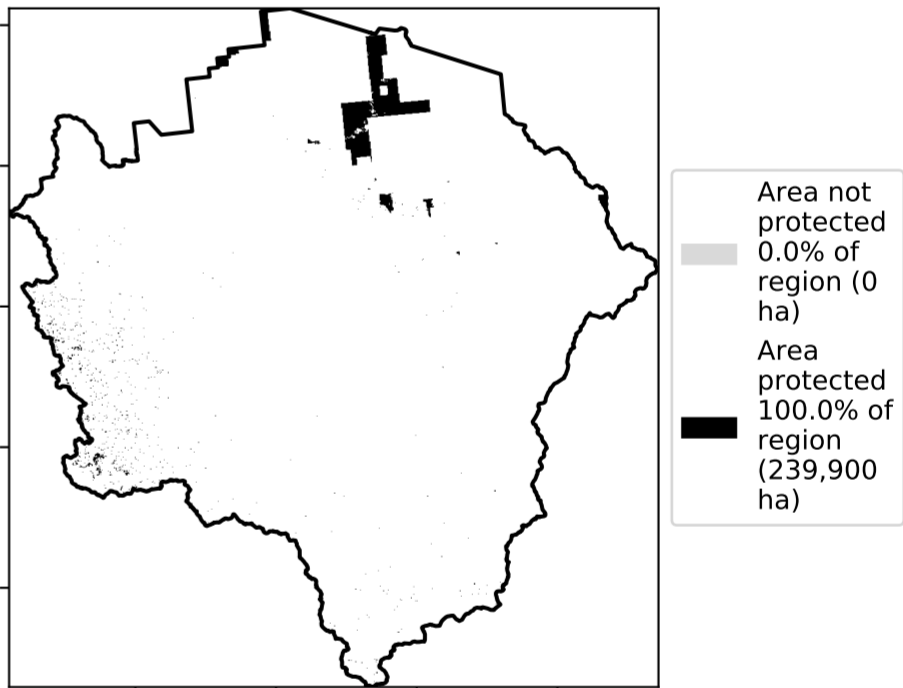 Area not
protected
0.0% of
region (0
ha)
Area
protected
100.0% of
region
(239,900
ha)